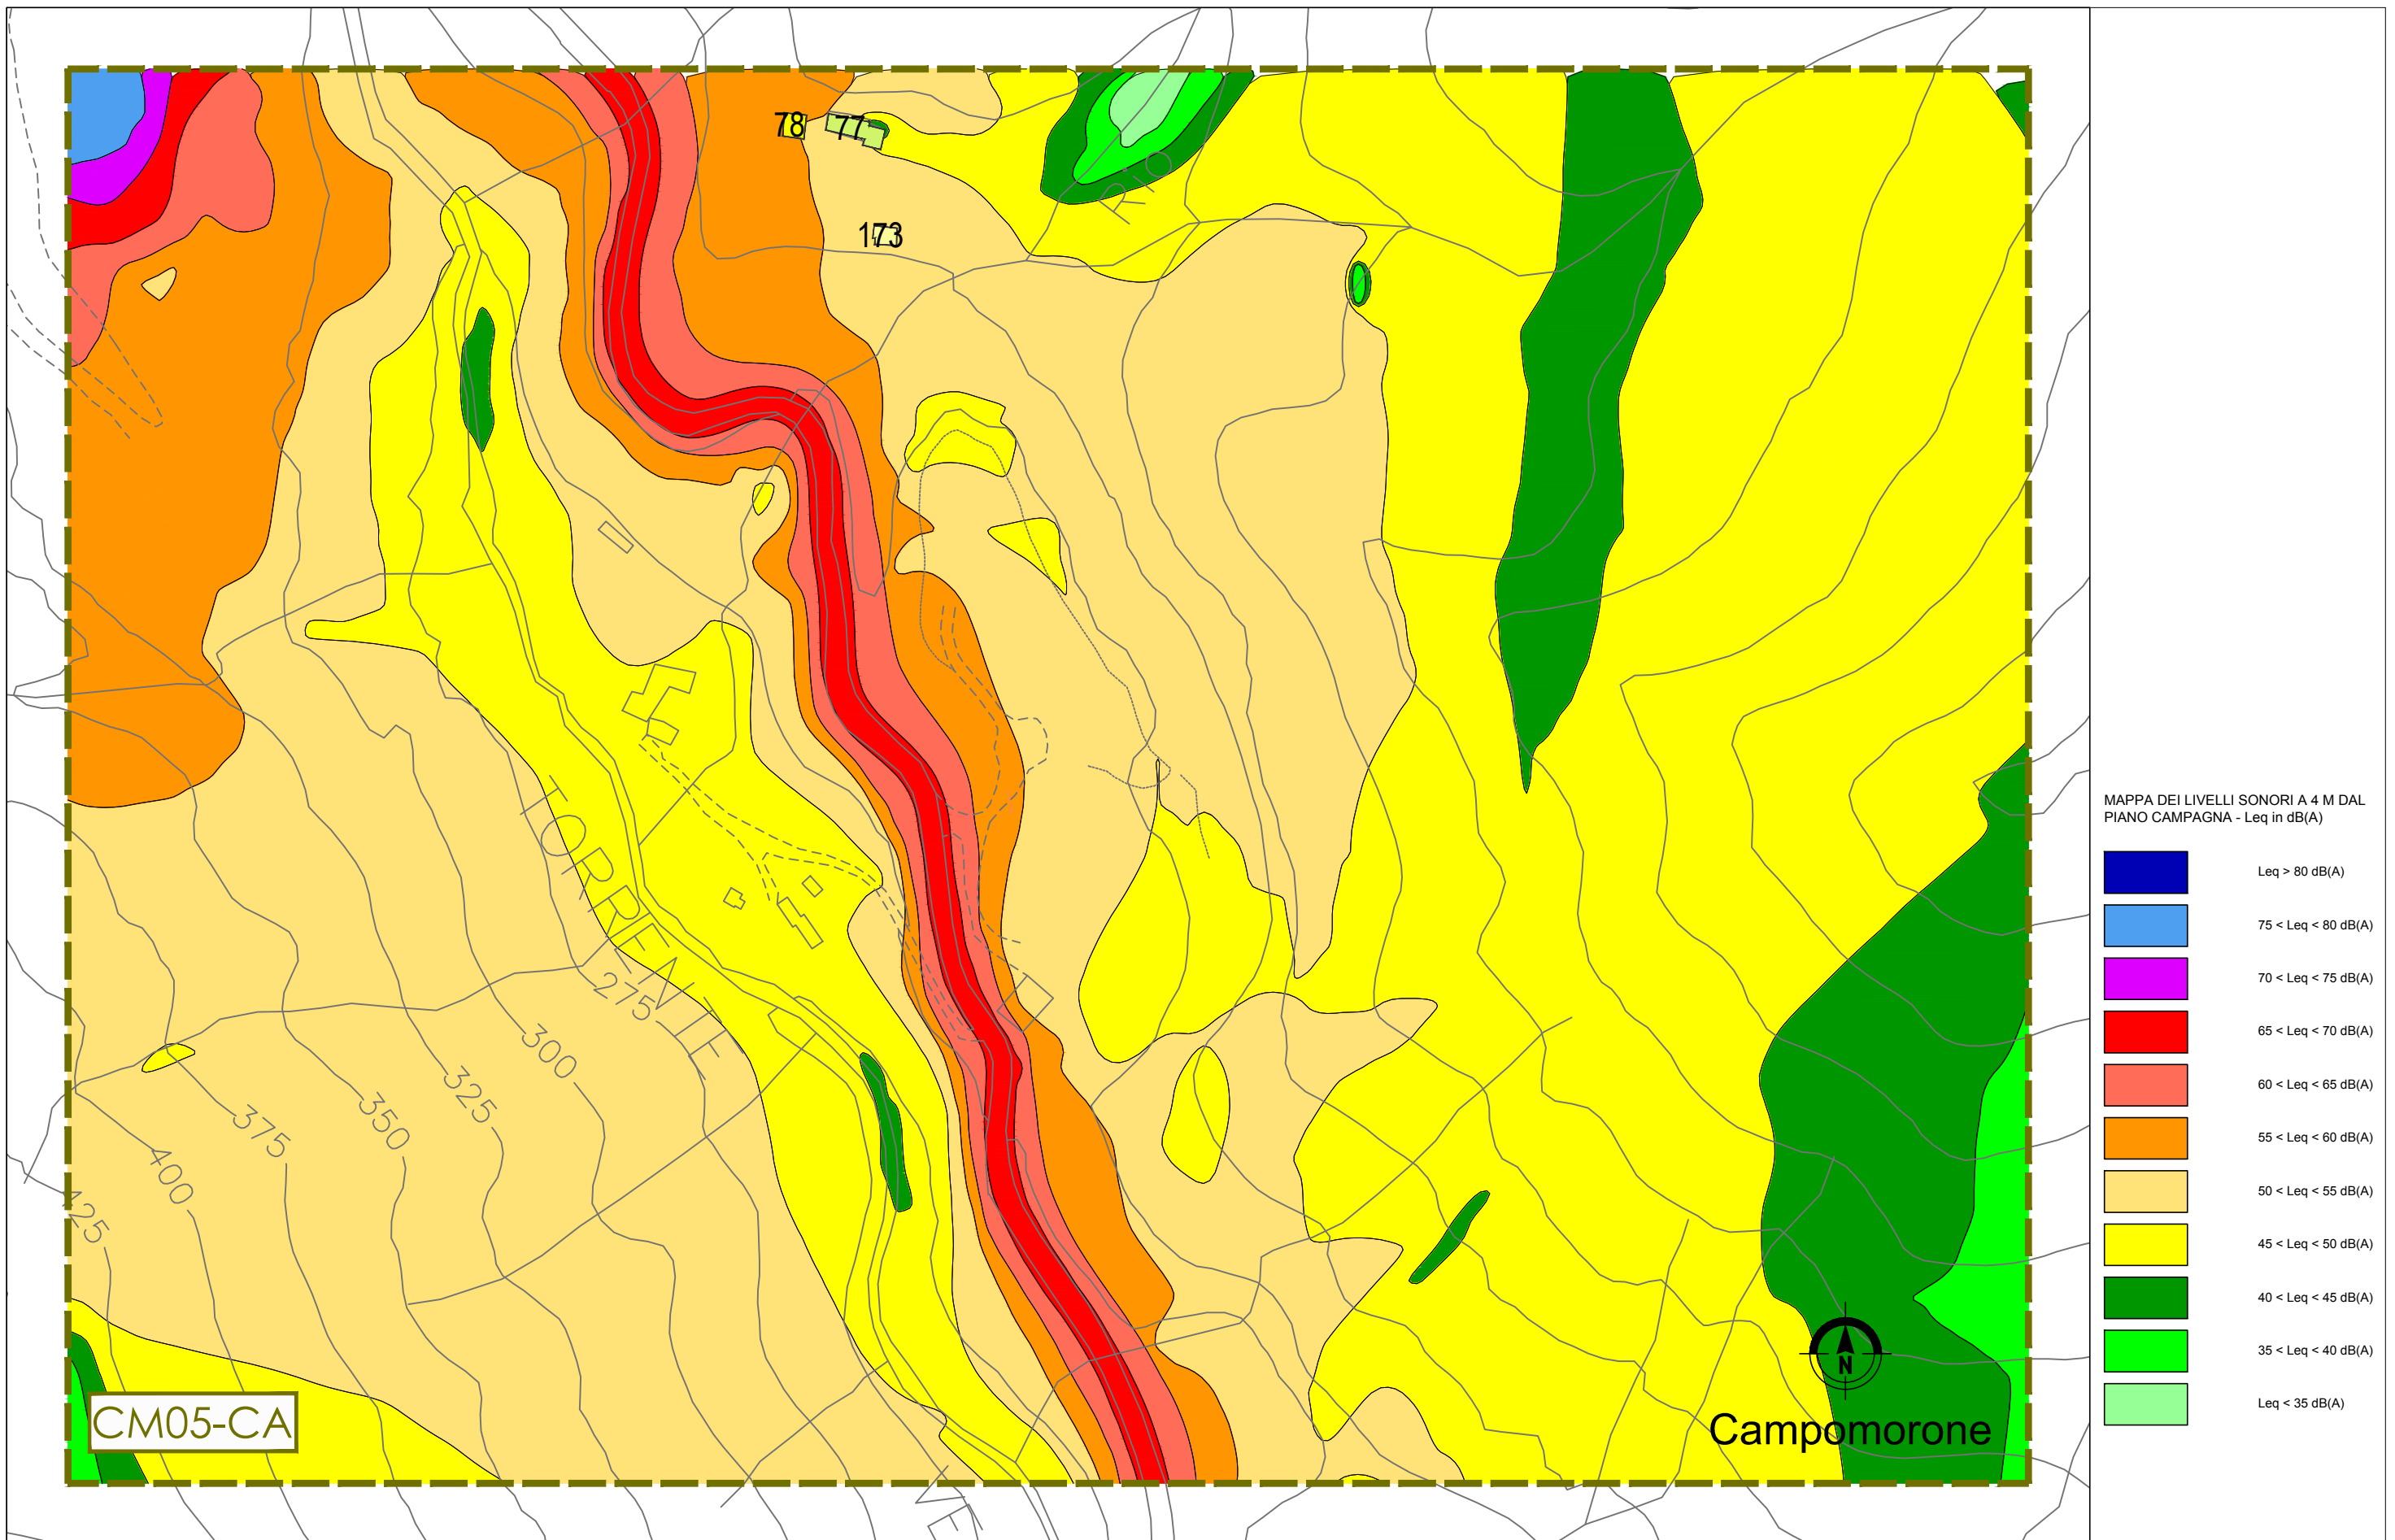 78
77
173
RIO
TORRENTE
275
300
325
350
375
400
425
CM05-CA
N
Campomorone
NE
MAPPA DEI LIVELLI SONORI A 4 M DAL
PIANO CAMPAGNA - Leq in dB(A)
Leq > 80 dB(A)
75 < Leq < 80 dB(A)
70 < Leq < 75 dB(A)
65 < Leq < 70 dB(A)
60 < Leq < 65 dB(A)
55 < Leq < 60 dB(A)
50 < Leq < 55 dB(A)
45 < Leq < 50 dB(A)
40 < Leq < 45 dB(A)
35 < Leq < 40 dB(A)
Leq < 35 dB(A)